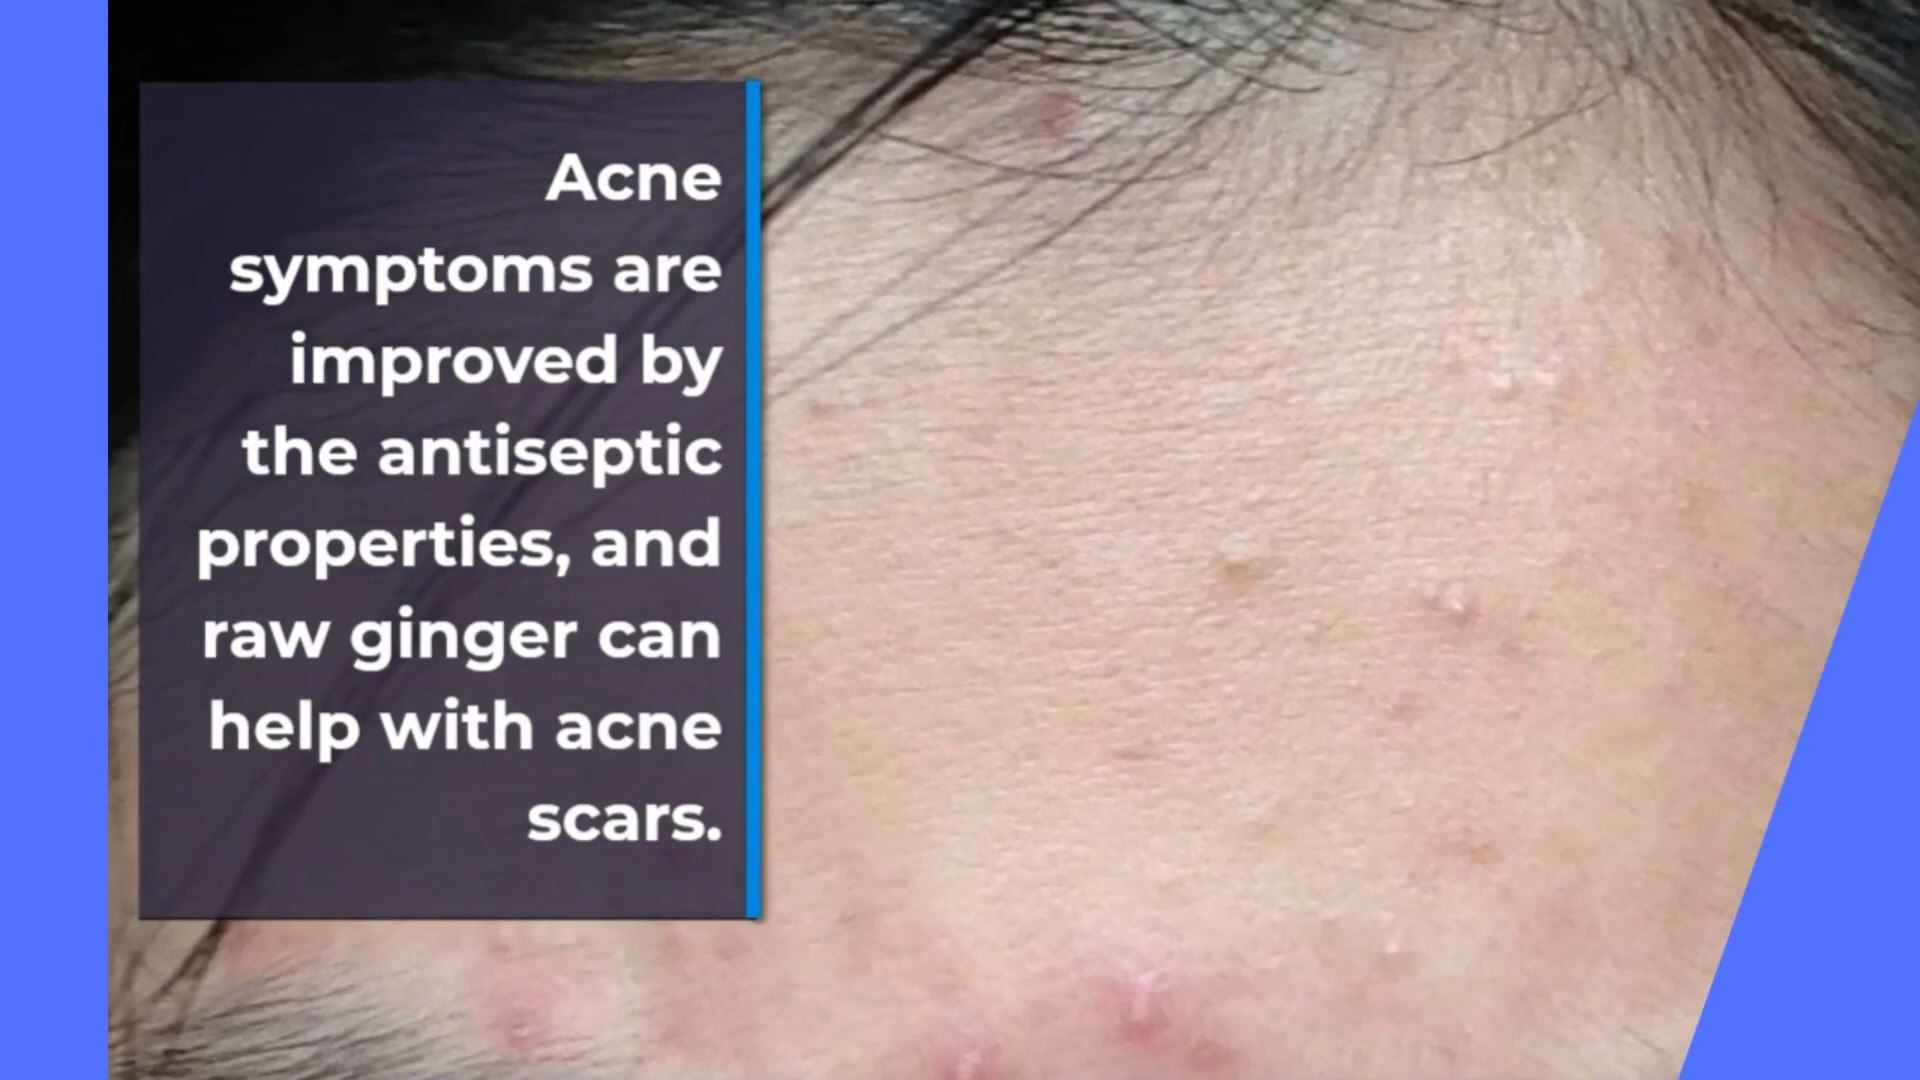 Acne
symptoms are
improved by
the antiseptic
properties, and
raw ginger can
help with acne
scars.